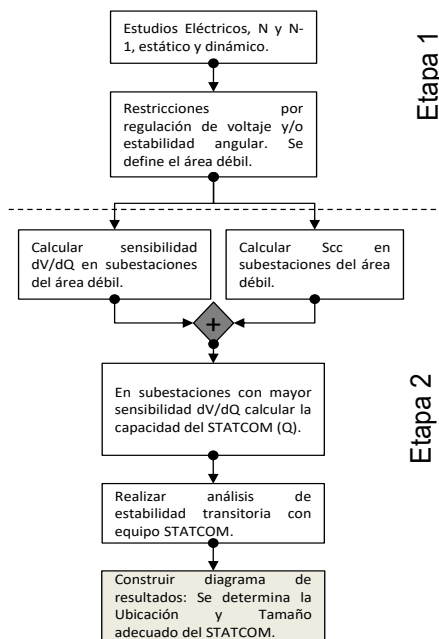 Estudios Eléctricos, N y N-
1, estático y dinámico.
Etapa 1
Restricciones por
regulación de voltaje y/o
estabilidad angular. Se
define el área débil.
Calcular sensibilidad
dV/dQ en subestaciones
del área débil.
Calcular Scc en
subestaciones del área
débil.
+
Etapa 2
En subestaciones con mayor
sensibilidad dV/dQ calcular la
capacidad del STATCOM (Q).
Realizar análisis de
estabilidad transitoria con
equipo STATCOM.
Construir diagrama de
resultados: Se determina la
Ubicación y Tamaño
adecuado del STATCOM.